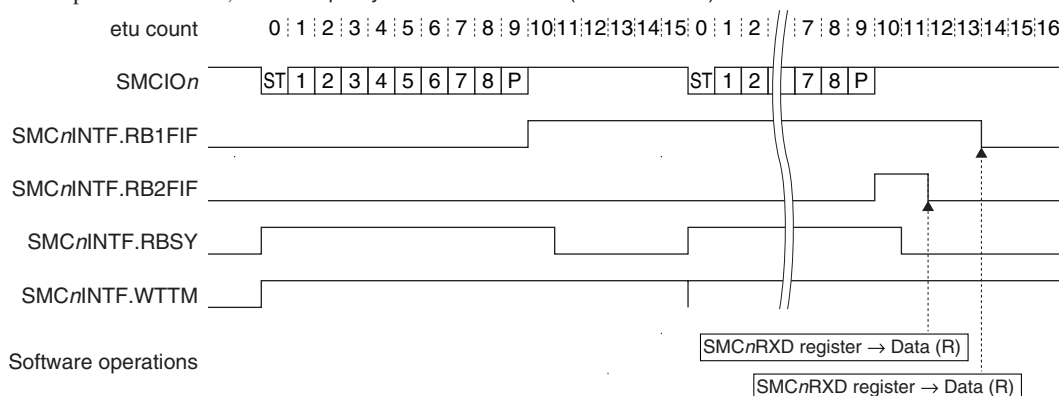 etu count 0 1 2 3 4 5 6 7 8 9 10 11 12 13 14 15 0 1 2 7 8 9 10 11 12 13 14 15 16
SMCIOn ST 1 2 3 4 5 6 7 8 P ST 1 2 7 8 P
SMCnINTF.RB1FIF
SMCnINTF.RB2FIF
SMCnINTF.RBSY
SMCnINTF.WTTM
SMCnRXD register → Data (R)
Software operations
SMCnRXD register → Data (R)